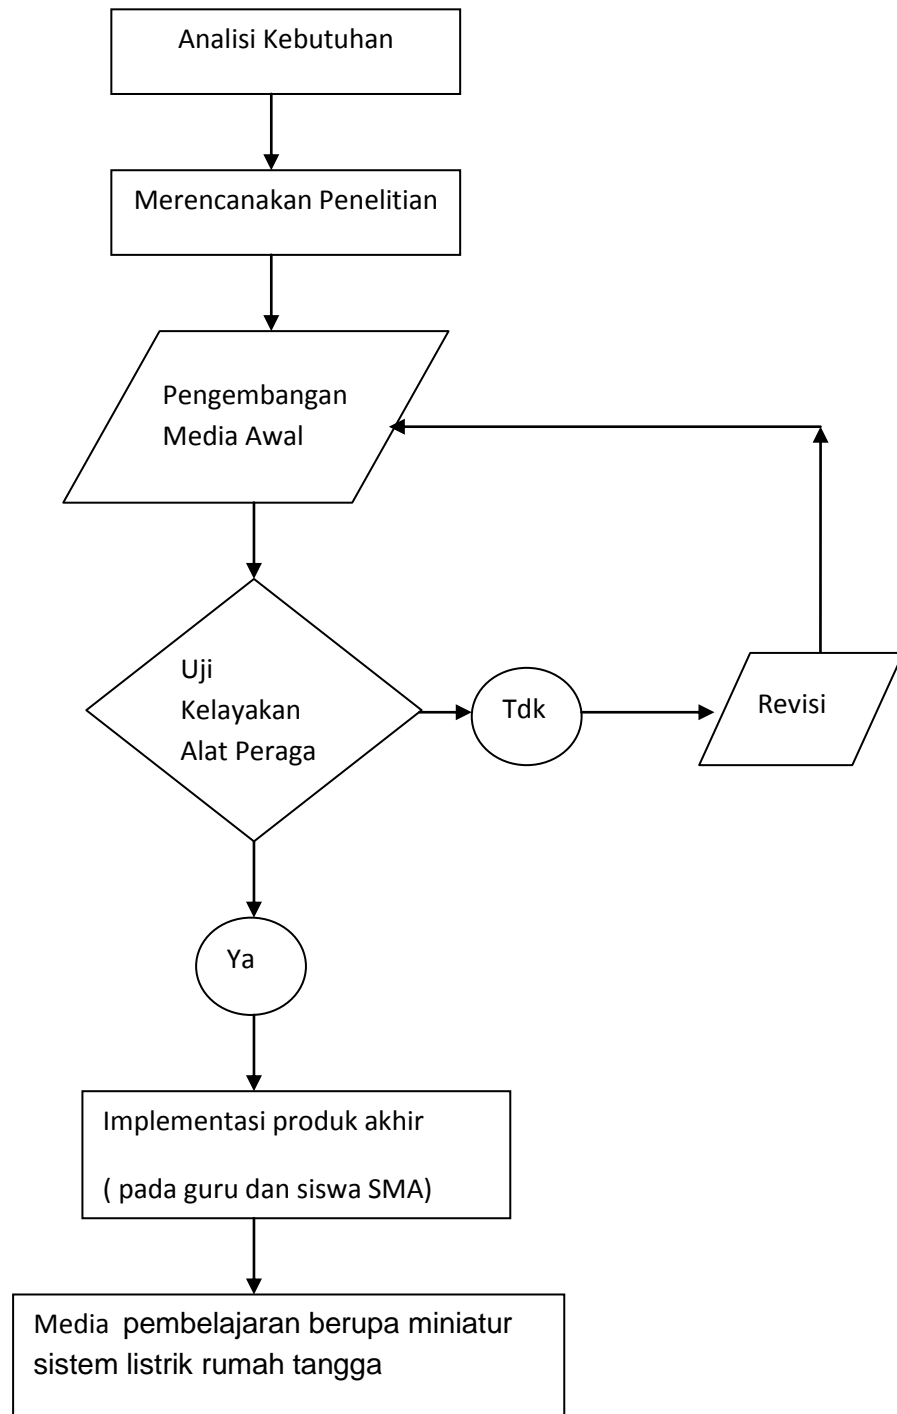 Analisi Kebutuhan
Merencanakan Penelitian
Pengembangan
Media Awal
Uji
Kelayakan
Alat Peraga
Tdk
Revisi
Ya
Implementasi produk akhir
( pada guru dan siswa SMA)
Media pembelajaran berupa miniatur
sistem listrik rumah tangga